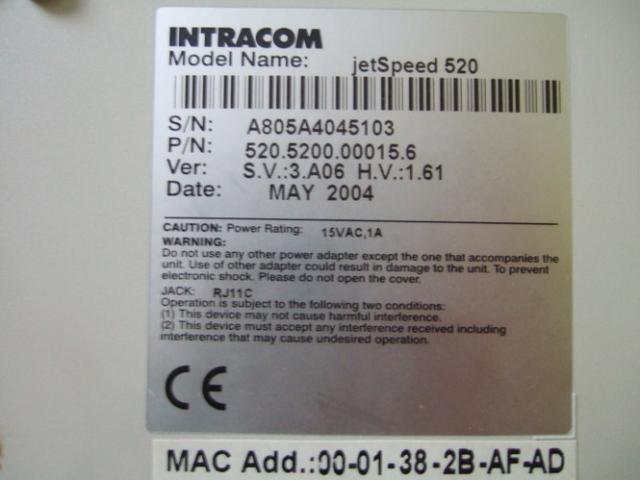 INTRACOM
Model Name: jetSpeed 520
S/N: A805A4045103
P/N: 520.5200.00015.6
Ver: S.V.:3.A06 H.V.:1.61
Date: MAY 2004
CAUTION: Power Rating: 15VAC,1A
WARNING:
Do not use any other power adapter except the one that accompanies the
unit. Use of other adapter could result in damage to the unit. To prevent
electronic shock. Please do not open the cover.
JACK: RJ11C
Operation is subject to the following two conditions:
(1) This device may not cause harmful interference.
(2) This device must accept any interference received including
interference that may cause undesired operation.
CE
MAC Add.:00-01-38-2B-AF-AD